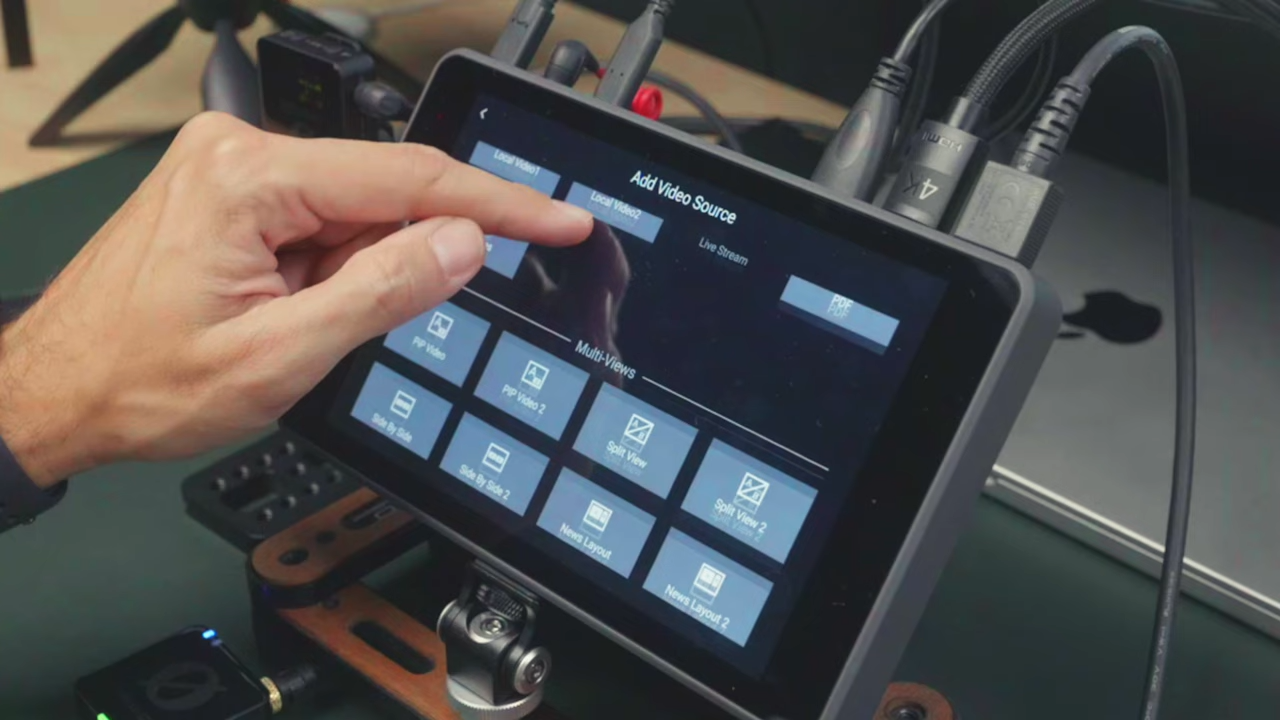 Add Video Source
Local Video1
Local Video2
Live Stream
PDF
Multi-Views
PiP Video
PiP Video 2
Split View
Split View 2
Side By Side
Side By Side 2
News Layout
News Layout 2
4K